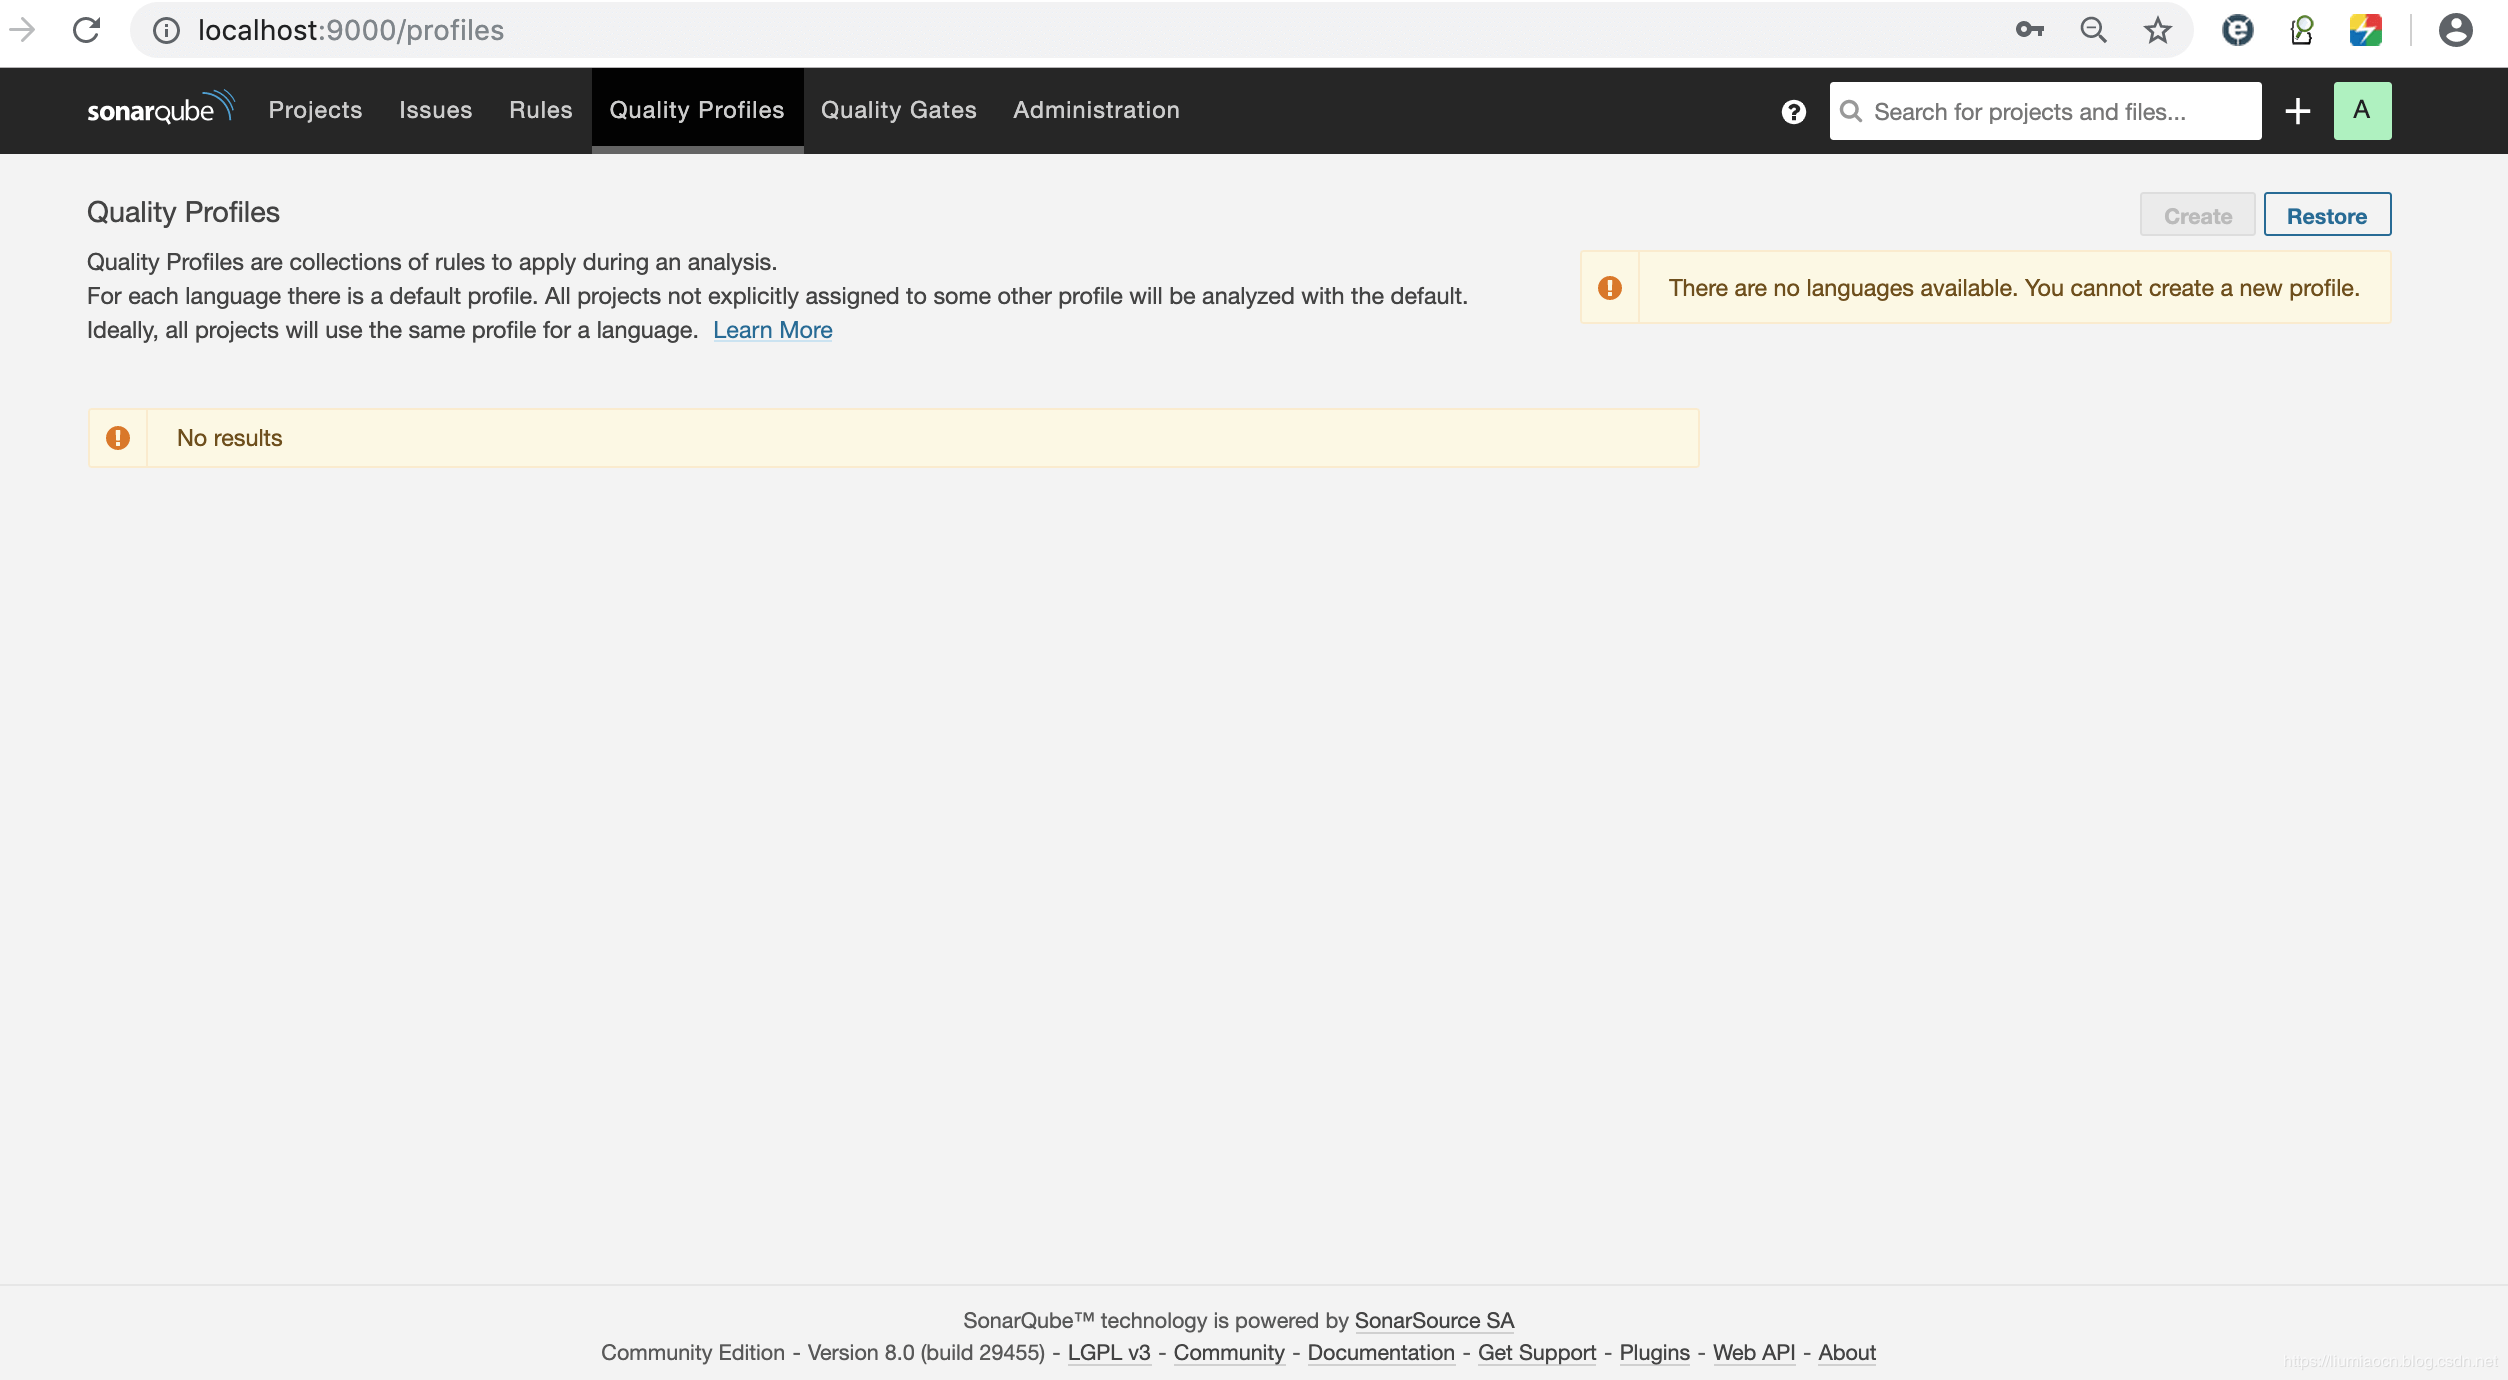 localhost:9000/profiles
sonarqube Projects Issues Rules Quality Profiles Quality Gates Administration Search for projects and files... A
Quality Profiles
Create Restore
Quality Profiles are collections of rules to apply during an analysis.
For each language there is a default profile. All projects not explicitly assigned to some other profile will be analyzed with the default.
Ideally, all projects will use the same profile for a language. Learn More
There are no languages available. You cannot create a new profile.
No results
SonarQube™ technology is powered by SonarSource SA
Community Edition - Version 8.0 (build 29455) - LGPL v3 - Community - Documentation - Get Support - Plugins - Web API - About
https://liumiaocn.blog.csdn.net